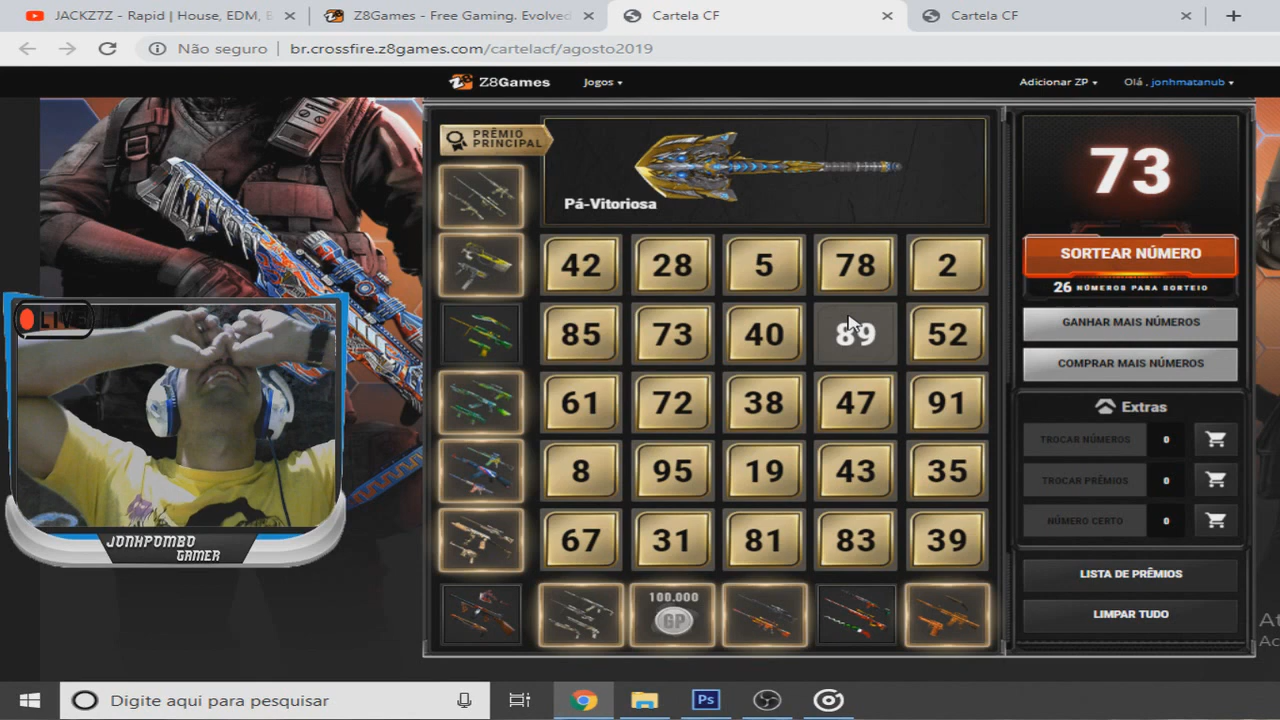 JACKZ7Z - Rapid | House, EDM, B
Z8Games - Free Gaming. Evolved
Cartela CF
Cartela CF
Não seguro | br.crossfire.z8games.com/cartelacf/agosto2019
Z8Games
Jogos
Adicionar ZP
Olá , jonhmatanub
PRÊMIO PRINCIPAL
Pá-Vitoriosa
42 28 5 78 2
85 73 40 89 52
61 72 38 47 91
8 95 19 43 35
67 31 81 83 39
100.000
GP
73
SORTEAR NÚMERO
26 NÚMEROS PARA SORTEIO
GANHAR MAIS NÚMEROS
COMPRAR MAIS NÚMEROS
Extras
TROCAR NÚMEROS 0
TROCAR PRÊMIOS 0
NÚMERO CERTO 0
LISTA DE PRÊMIOS
LIMPAR TUDO
LIVE
JONHPOMBO
GAMER
Digite aqui para pesquisar
Ps